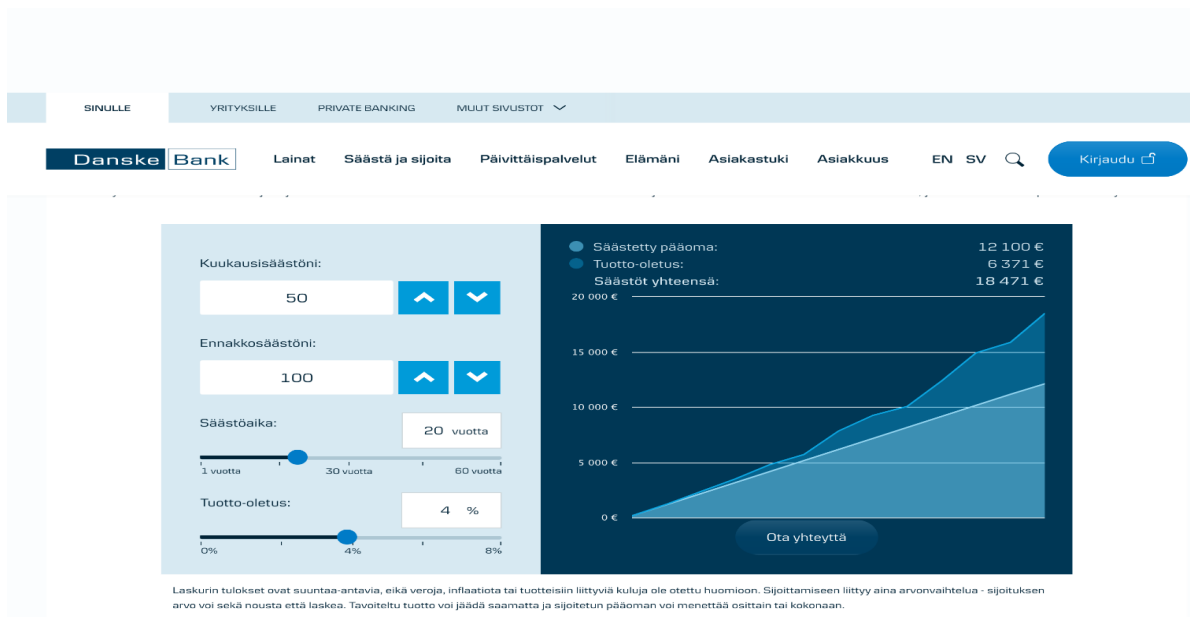 SINULLE YRITYKSILLE PRIVATE BANKING MUUT SIVUSTOT
Danske Bank Lainat Säästä ja sijoita Päivittäispalvelut Elämäni Asiakastuki Asiakkuus EN SV Kirjaudu
Kuukausisäästöni:
50
Ennakkosäästöni:
100
Säästöaika:
20 vuotta
1 vuotta 30 vuotta 60 vuotta
Tuotto-oletus:
4 %
0% 4% 8%
Säästetty pääoma: 12 100 €
Tuotto-oletus: 6 371 €
Säästöt yhteensä: 18 471 €
20 000 €
15 000 €
10 000 €
5 000 €
0 €
Ota yhteyttä
Laskurin tulokset ovat suuntaa-antavia, eikä veroja, inflaatiota tai tuotteisiin liittyviä kuluja ole otettu huomioon. Sijoittamiseen liittyy aina arvonvaihtelua - sijoituksen
arvo voi sekä nousta että laskea. Tavoiteltu tuotto voi jäädä saamatta ja sijoitetun pääoman voi menettää osittain tai kokonaan.